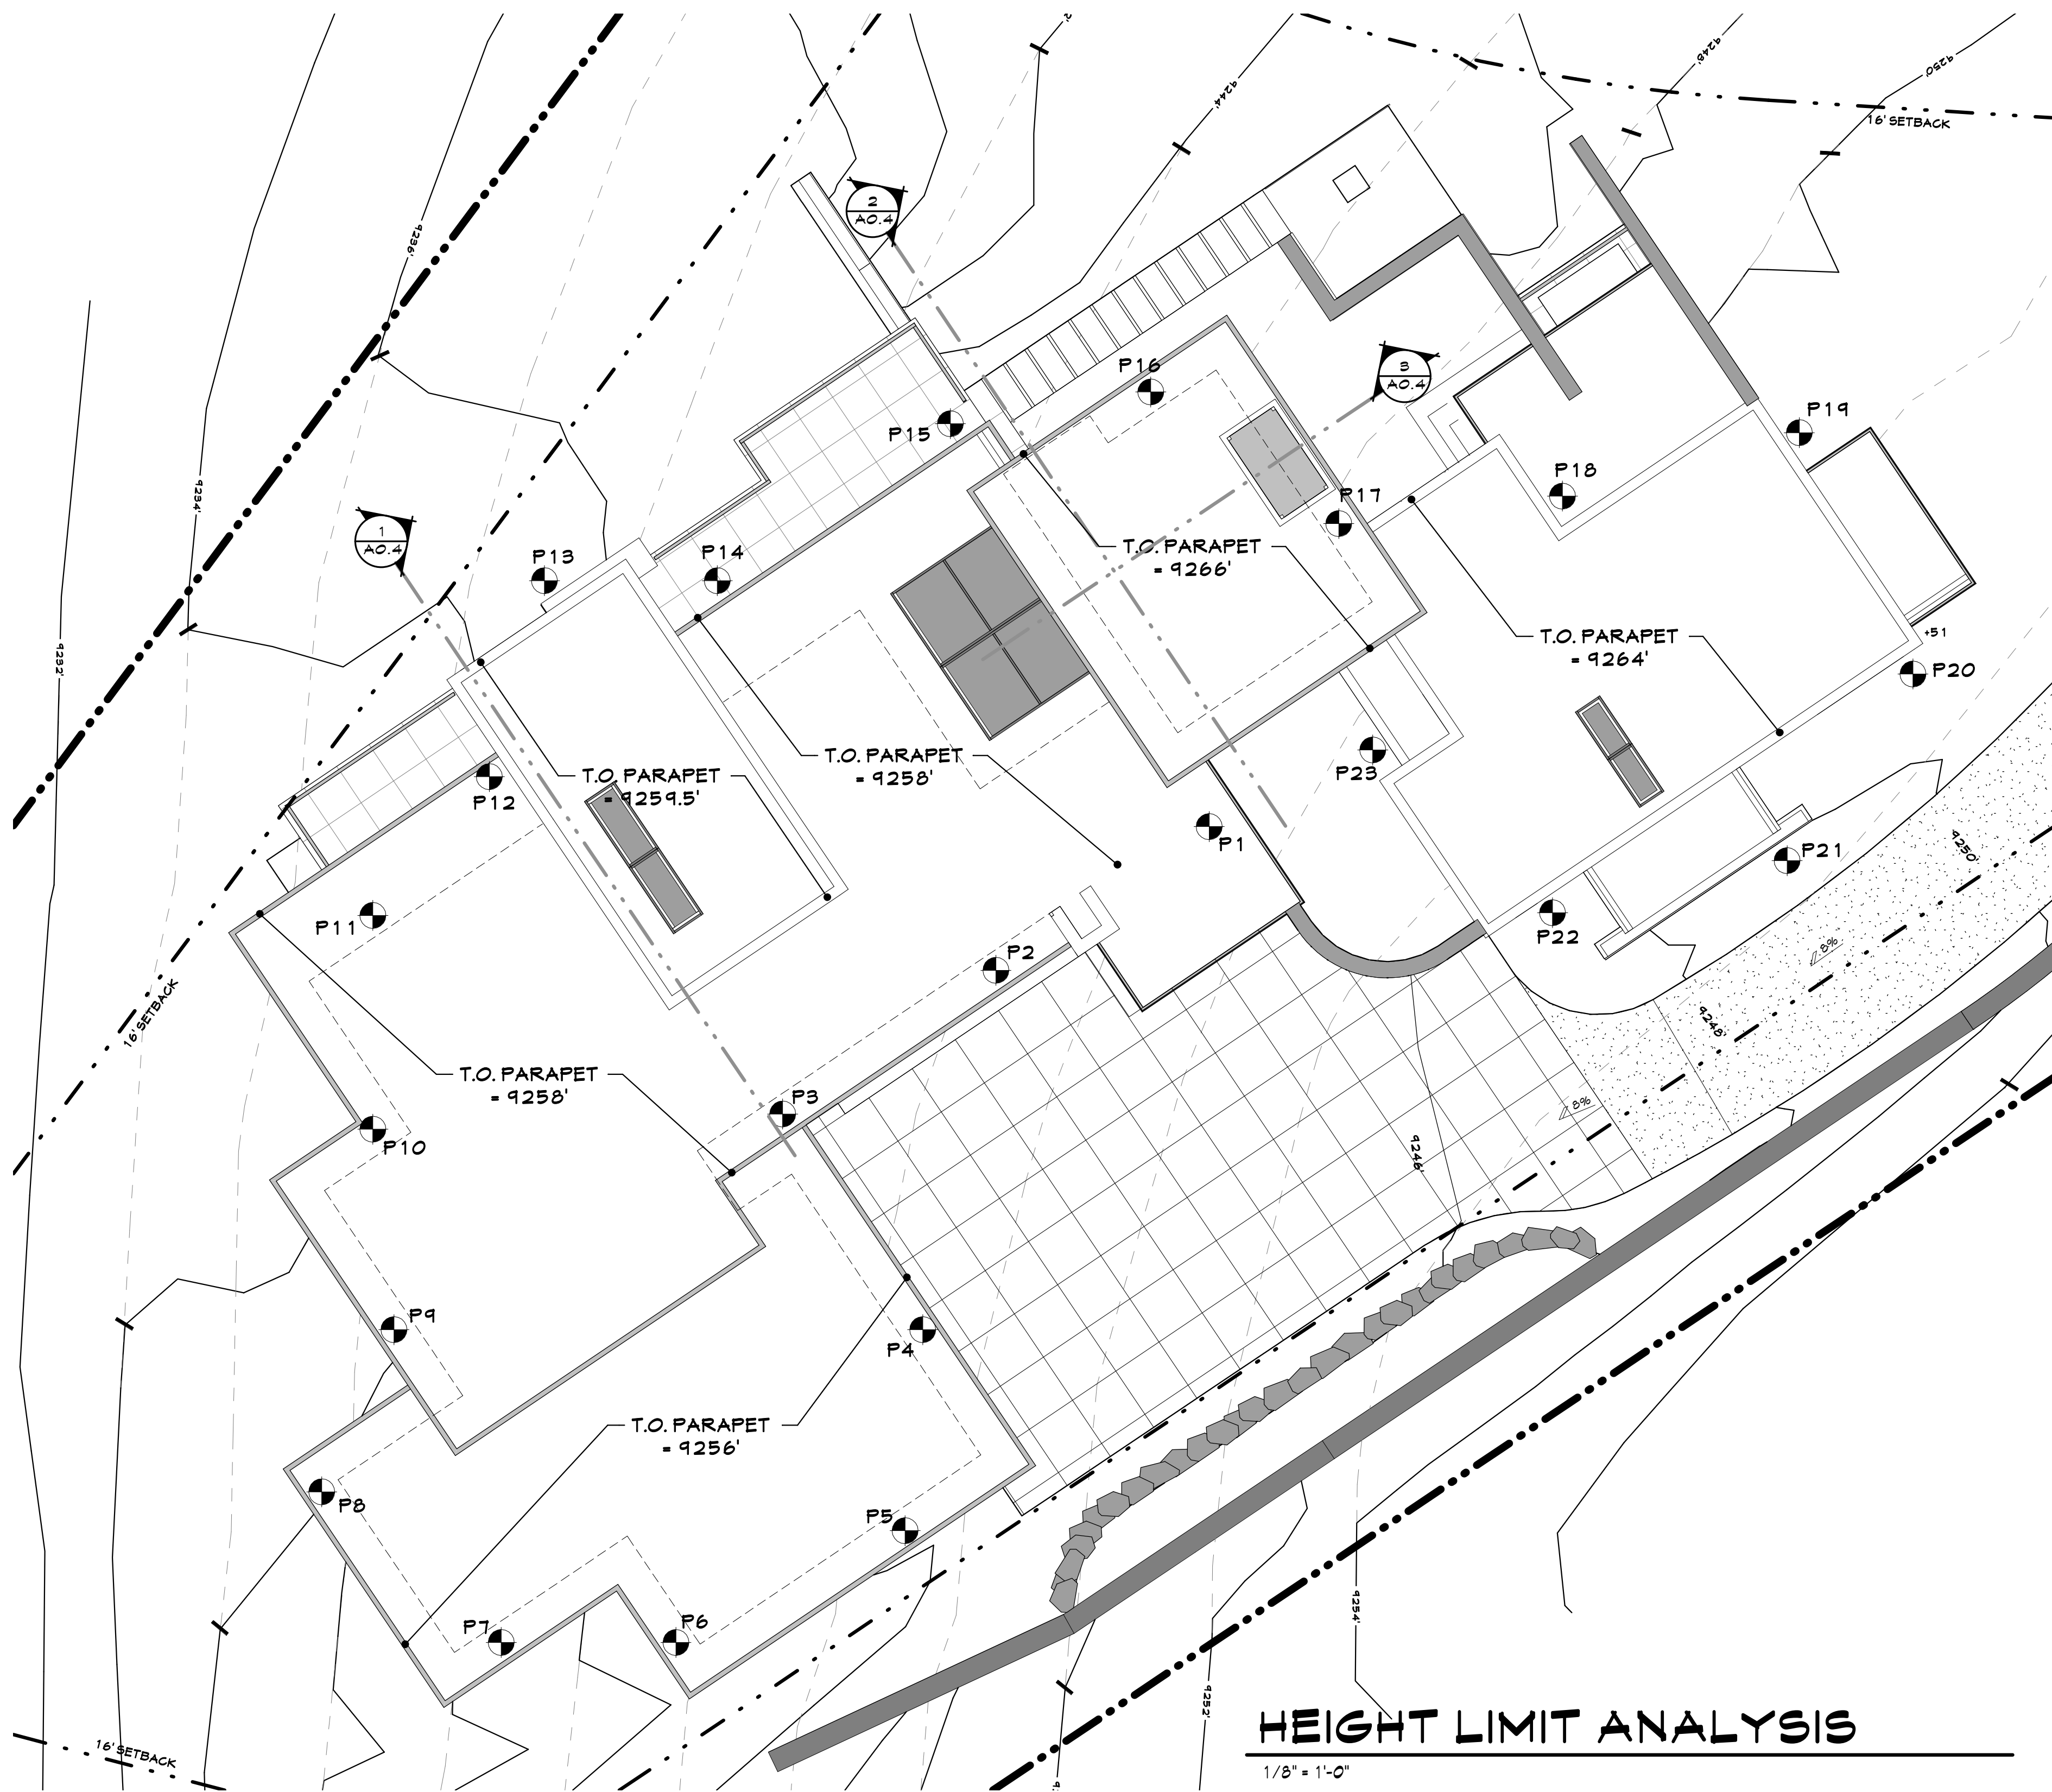 9244'
9248'
9250'
16' SETBACK
2
A0.4
9236'
P16
3
A0.4
P15
P19
9234'
P17
P18
1
A0.4
P13
P14
T.O. PARAPET
= 9266'
T.O. PARAPET
= 9264'
+51
P20
9232'
T.O. PARAPET
= 9258'
P23
T.O. PARAPET
= 9259.5'
P12
P1
P21
9250'
P11
P22
8%
P2
16' SETBACK
9248'
T.O. PARAPET
= 9258'
P3
8%
P10
9246'
P9
P4
T.O. PARAPET
= 9256'
P8
P5
P7
P6
9254'
9252'
HEIGHT LIMIT ANALYSIS
16' SETBACK
1/8" = 1'-0"